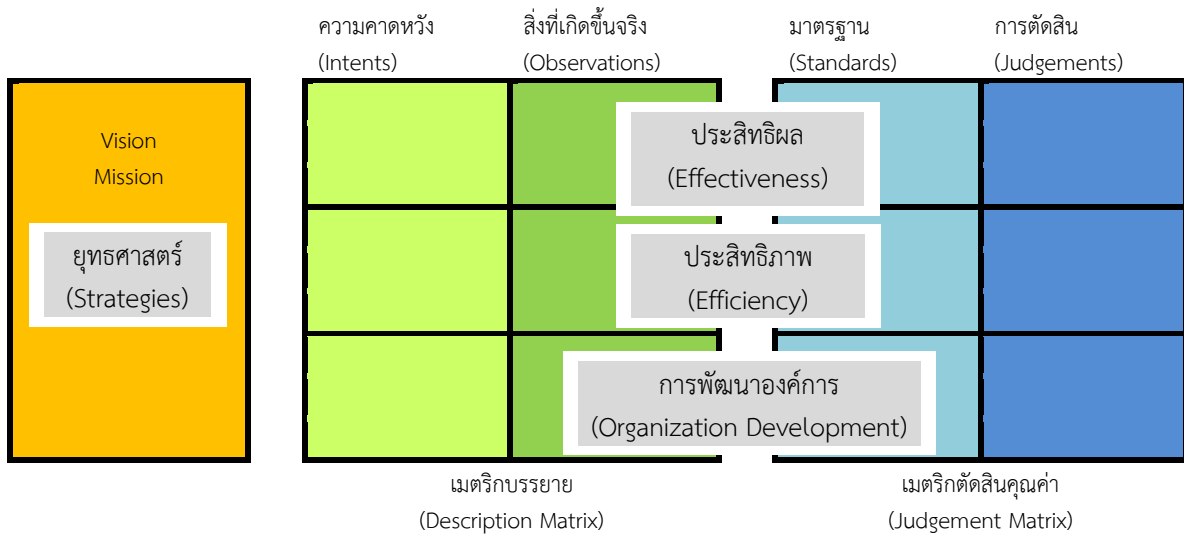 ความคาดหวัง
(Intents)
สิ่งที่เกิดขึ้นจริง
(Observations)
มาตรฐาน
(Standards)
การตัดสิน
(Judgements)
Vision
Mission
ยุทธศาสตร์
(Strategies)
ประสิทธิผล
(Effectiveness)
ประสิทธิภาพ
(Efficiency)
การพัฒนาองค์การ
(Organization Development)
เมตริกบรรยาย
(Description Matrix)
เมตริกตัดสินคุณค่า
(Judgement Matrix)